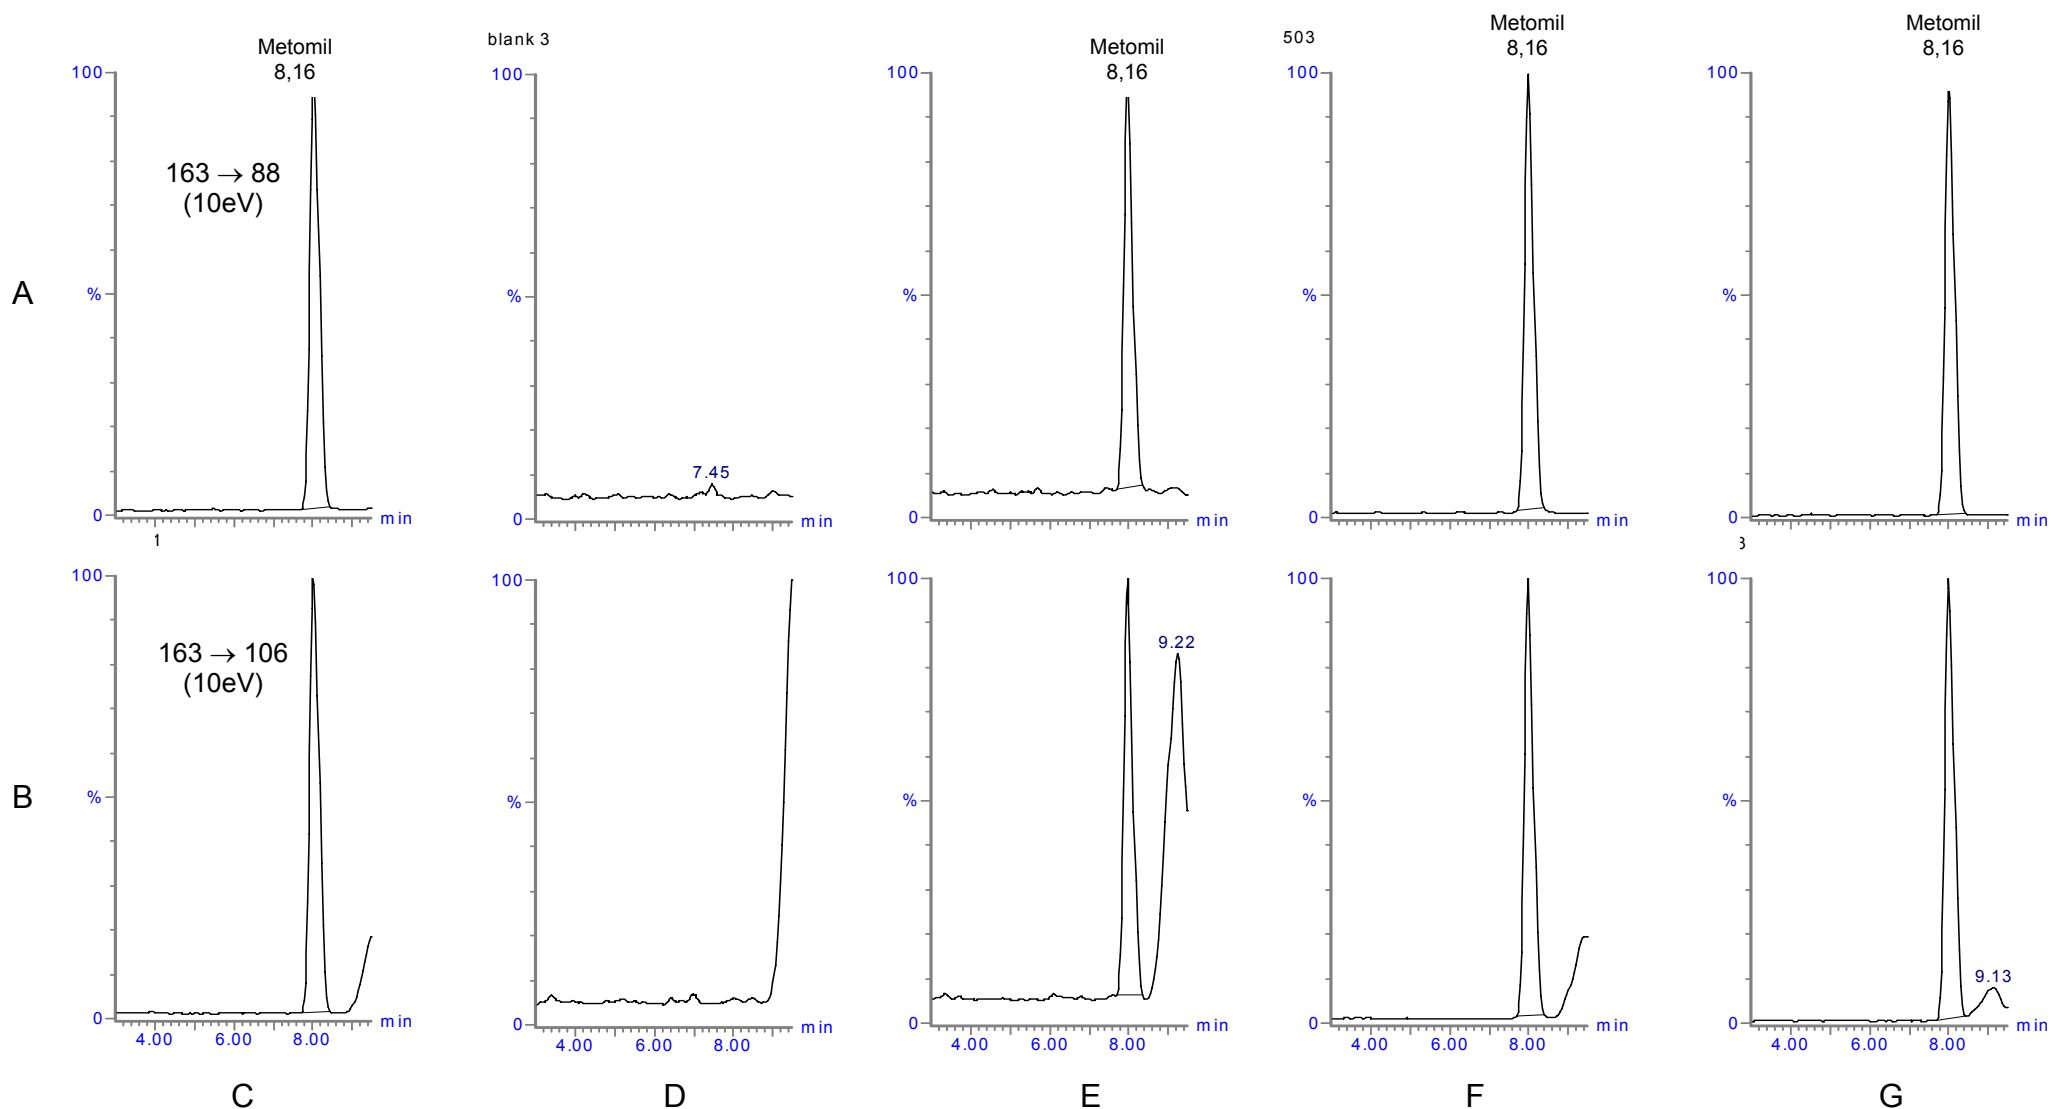 Metomil
8,16
blank 3
Metomil
8,16
503
Metomil
8,16
Metomil
8,16
A
100
%
0
163 → 88
(10eV)
min
100
%
0
7.45
min
100
%
0
min
100
%
0
min
100
%
0
min
1
3
B
100
%
0
163 → 106
(10eV)
4.00 6.00 8.00
min
100
%
0
4.00 6.00 8.00
min
100
%
0
9.22
4.00 6.00 8.00
min
100
%
0
4.00 6.00 8.00
min
100
%
0
9.13
4.00 6.00 8.00
min
C D E F G